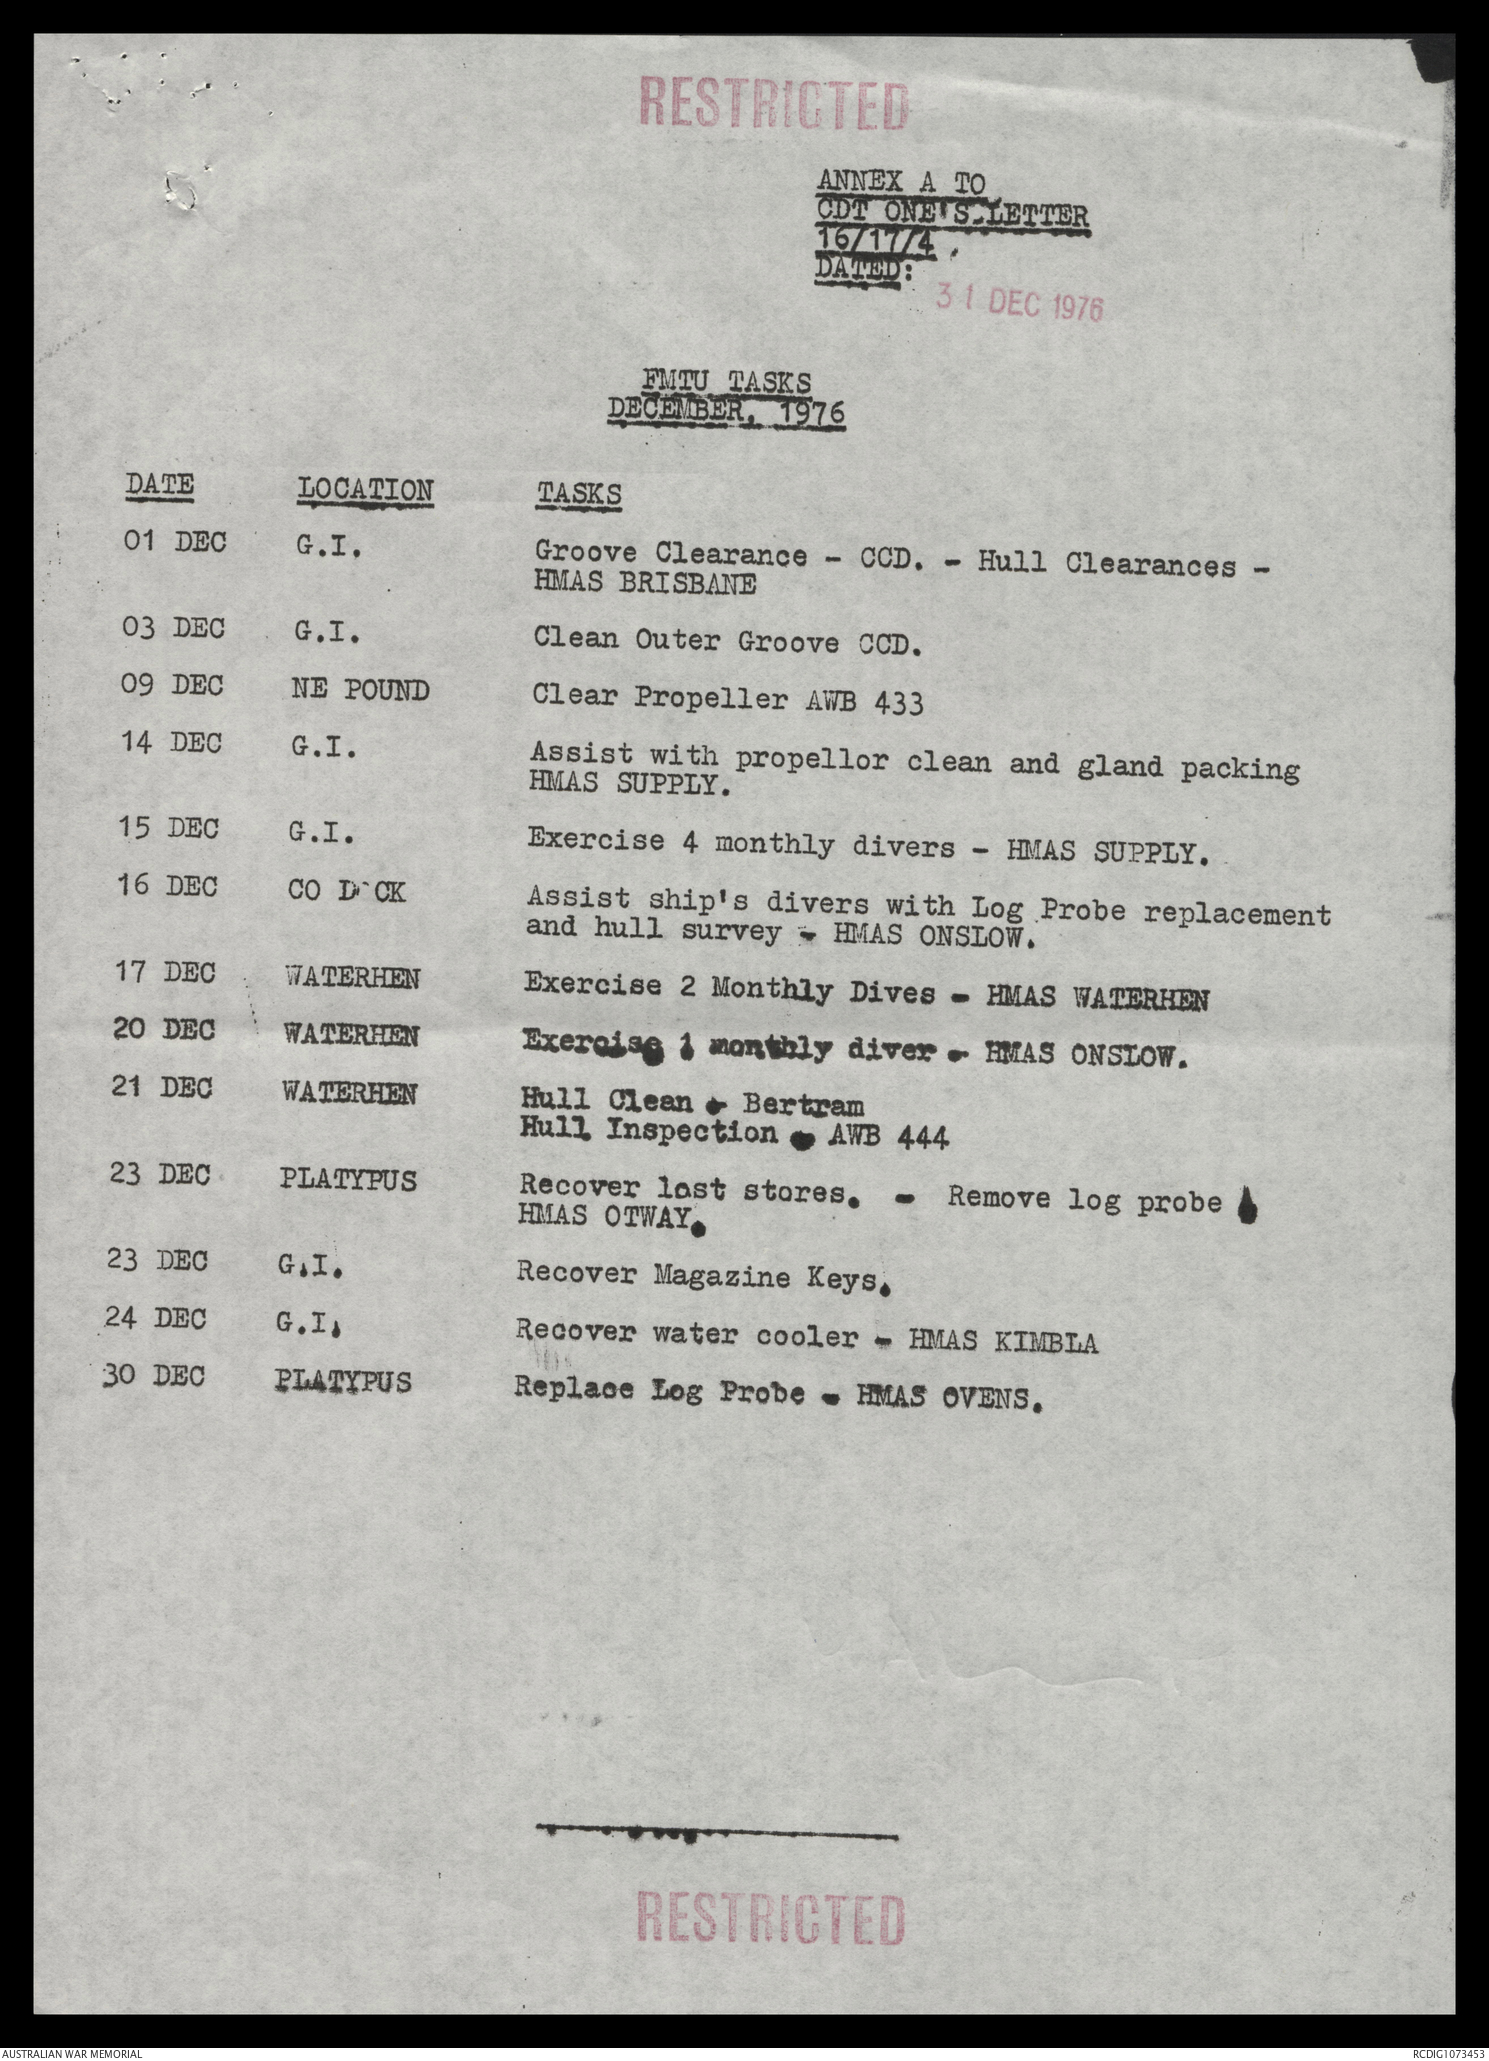 RESTRICTED
ANNEX A TO
CDT ONE'S LETTER
16/17/4
DATED:
31 DEC 1976
FMTU TASKS
DECEMBER, 1976
DATE LOCATION TASKS
01 DEC G.I. Groove Clearance - CCD. - Hull Clearances -
HMAS BRISBANE
03 DEC G.I. Clean Outer Groove CCD.
09 DEC NE POUND Clear Propeller AWB 433
14 DEC G.I. Assist with propellor clean and gland packing
HMAS SUPPLY.
15 DEC G.I. Exercise 4 monthly divers - HMAS SUPPLY.
16 DEC CO Assist ship's divers with Log Probe replacement
and hull survey - HMAS ONSLOW.
17 DEC WATERHEN Exercise 2 Monthly Dives - HMAS WATERHEN
20 DEC WATERHEN Exercise 1 monthly diver - HMAS ONSLOW.
21 DEC WATERHEN Hull Clean - Bertram
Hull Inspection - AWB 444
23 DEC PLATYPUS Recover lost stores. - Remove log probe
HMAS OTWAY.
23 DEC G.I. Recover Magazine Keys.
24 DEC G.I. Recover water cooler - HMAS KIMBLA
30 DEC PLATYPUS Replace Log Probe - HMAS OVENS.
RESTRICTED
AUSTRALIAN WAR MEMORIAL RCDIG1073453